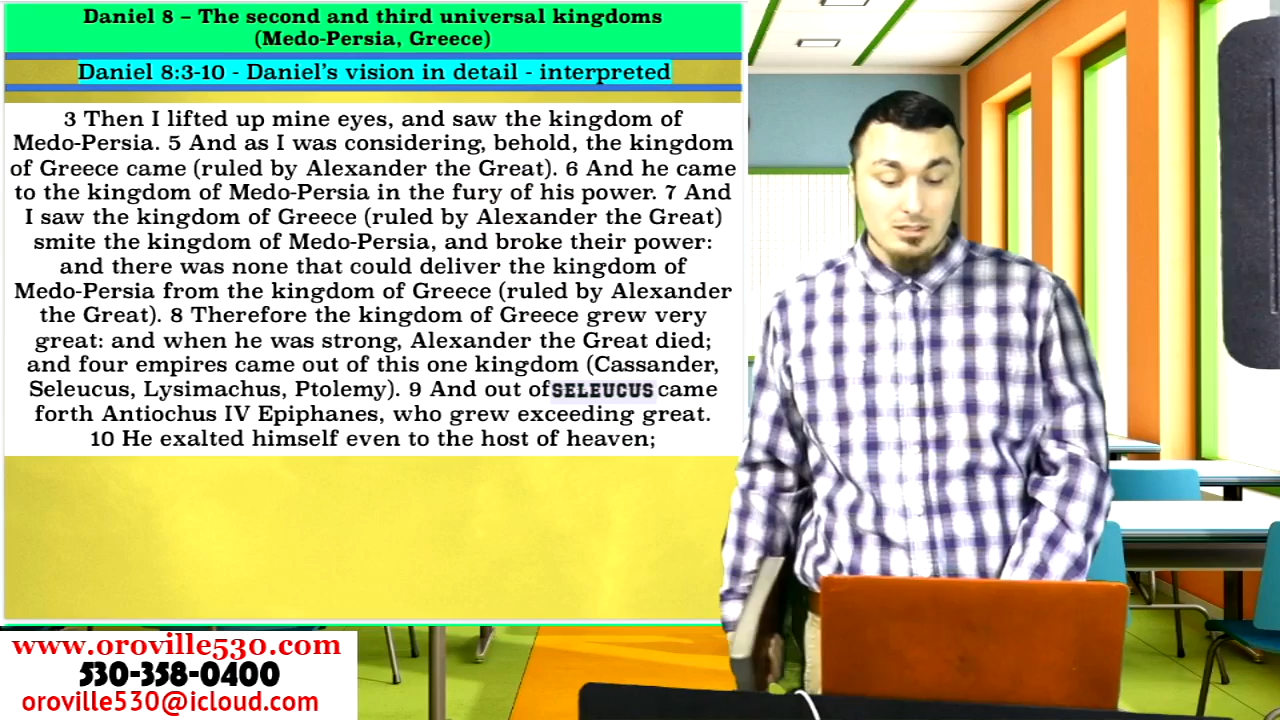 Daniel 8 – The second and third universal kingdoms
(Medo-Persia, Greece)
Daniel 8:3-10 - Daniel's vision in detail - interpreted
3 Then I lifted up mine eyes, and saw the kingdom of
Medo-Persia. 5 And as I was considering, behold, the kingdom
of Greece came (ruled by Alexander the Great). 6 And he came
to the kingdom of Medo-Persia in the fury of his power. 7 And
I saw the kingdom of Greece (ruled by Alexander the Great)
smite the kingdom of Medo-Persia, and broke their power:
and there was none that could deliver the kingdom of
Medo-Persia from the kingdom of Greece (ruled by Alexander
the Great). 8 Therefore the kingdom of Greece grew very
great: and when he was strong, Alexander the Great died;
and four empires came out of this one kingdom (Cassander,
Seleucus, Lysimachus, Ptolemy). 9 And out of SELEUCUS came
forth Antiochus IV Epiphanes, who grew exceeding great.
10 He exalted himself even to the host of heaven;
www.oroville530.com
530-358-0400
oroville530@icloud.com